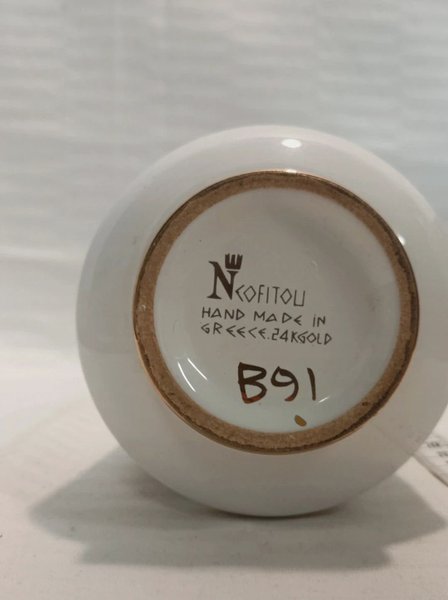 NEOFITOU
HAND MADE IN
GREECE.24KGOLD
B91